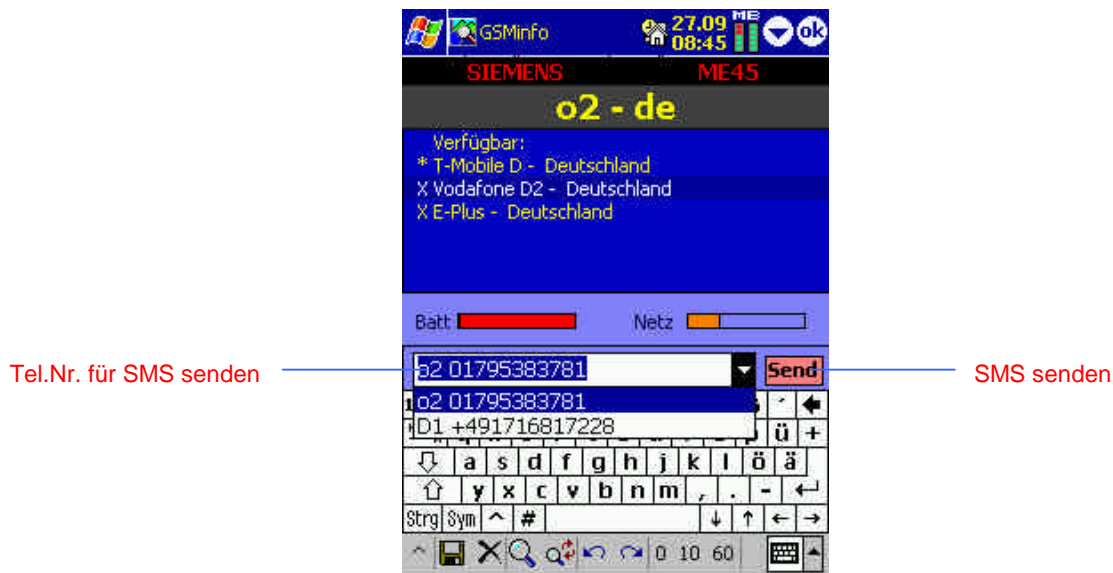 GSMinfo 27.09 08:45 MB ok
SIEMENS ME45
o2 - de
Verfügbar:
* T-Mobile D - Deutschland
X Vodafone D2 - Deutschland
X E-Plus - Deutschland
Batt Netz
Tel.Nr. für SMS senden
o2 01795383781 Send
SMS senden
o2 01795383781
D1 +491716817228
ü +
a s d f g h j k l ö ä
y x c v b n m , . -
Strg Sym ^ #
0 10 60